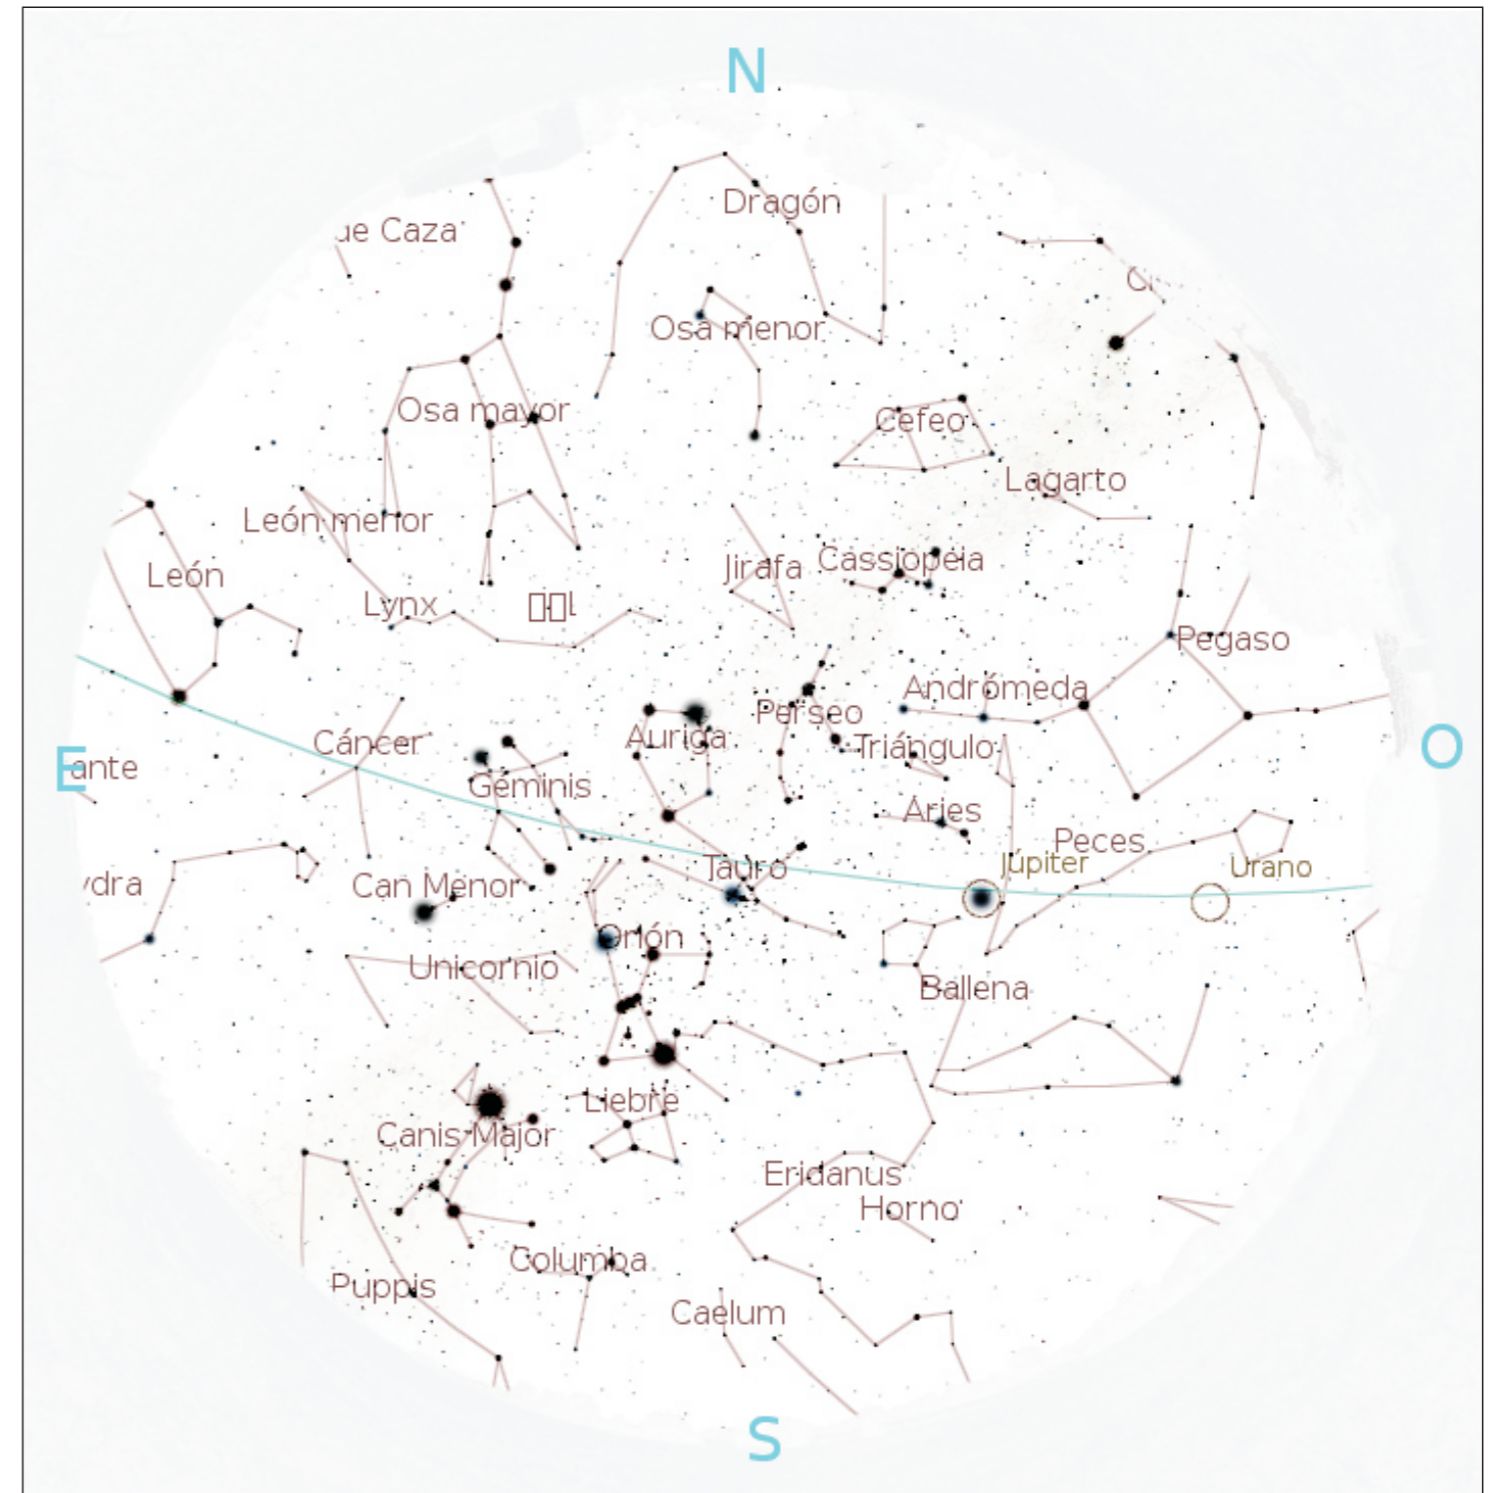 N
Dragón
ue Caza
Osa menor
Osa mayor
Cefeo
Lagarto
León menor
Jirafa
Cassiopeia
León
Lynx
Pegaso
Andrómeda
Perseo
Auriga
Cáncer
Triángulo
O
E
ante
Géminis
Aries
Peces
Júpiter
Urano
Tauro
ydra
Can Menor
Orión
Unicornio
Ballena
Liebre
Canis Major
Eridanus
Horno
Columba
Puppis
Caelum
S